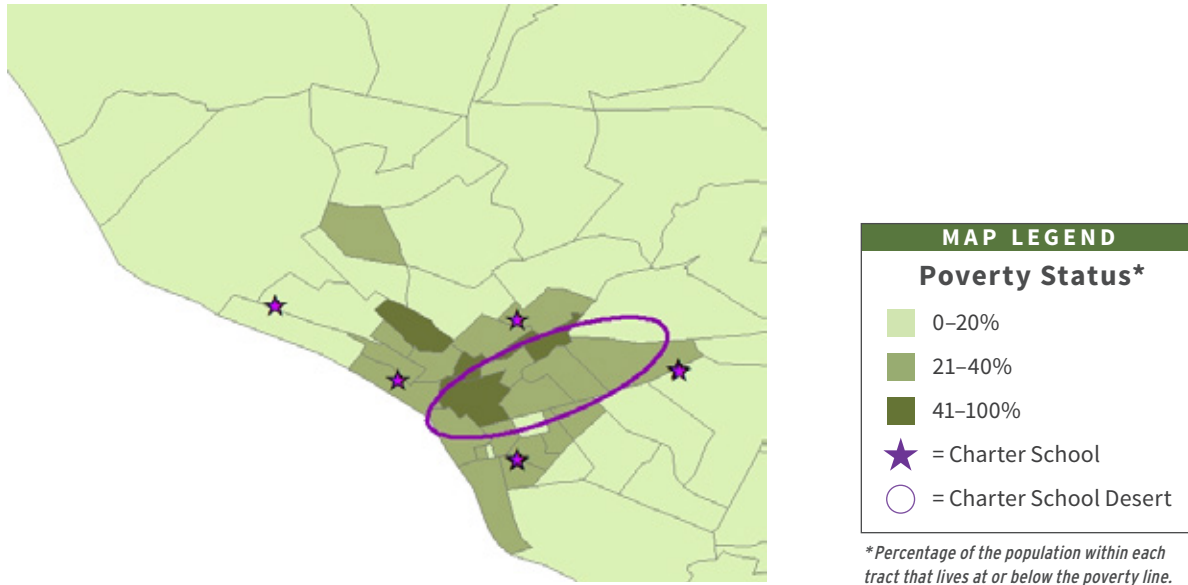 MAP LEGEND
Poverty Status*
0–20%
21–40%
41–100%
= Charter School
= Charter School Desert
*Percentage of the population within each
tract that lives at or below the poverty line.